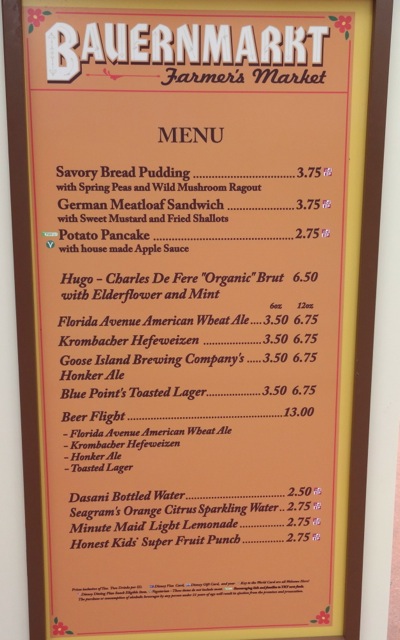 BAUERNMARKT
Farmer's Market
MENU
Savory Bread Pudding ................................ 3.75
with Spring Peas and Wild Mushroom Ragout
German Meatloaf Sandwich ..................... 3.75
with Sweet Mustard and Fried Shallots
Potato Pancake .......................................... 2.75
with house made Apple Sauce
Hugo - Charles De Fere "Organic" Brut 6.50
with Elderflower and Mint
6oz 12oz
Florida Avenue American Wheat Ale .... 3.50 6.75
Krombacher Hefeweizen .................... 3.50 6.75
Goose Island Brewing Company's ..... 3.50 6.75
Honker Ale
Blue Point's Toasted Lager ................. 3.50 6.75
Beer Flight ................................................ 13.00
- Florida Avenue American Wheat Ale
- Krombacher Hefeweizen
- Honker Ale
- Toasted Lager
Dasani Bottled Water ................................ 2.50
Seagram's Orange Citrus Sparkling Water .. 2.75
Minute Maid® Light Lemonade ................ 2.75
Honest Kids® Super Fruit Punch .............. 2.75